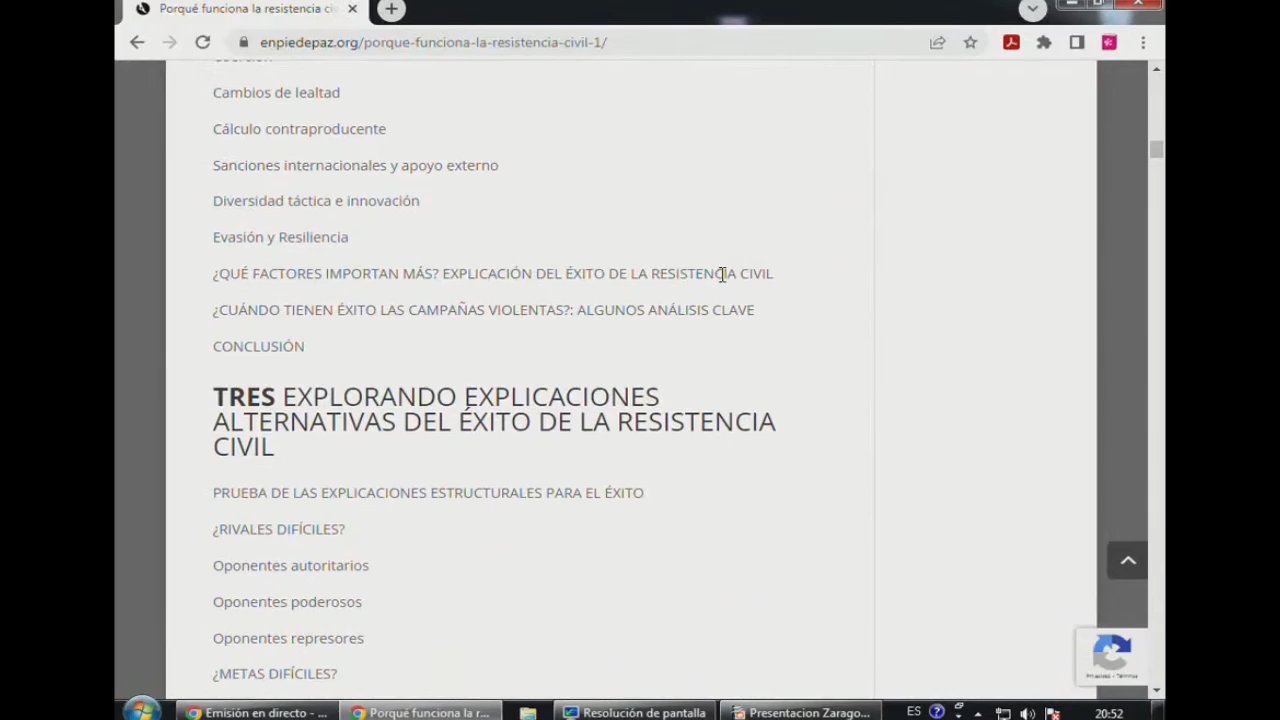 Porqué funciona la resistencia civ
enpiedepaz.org/porque-funciona-la-resistencia-civil-1/
Cambios de lealtad
Cálculo contraproducente
Sanciones internacionales y apoyo externo
Diversidad táctica e innovación
Evasión y Resiliencia
¿QUÉ FACTORES IMPORTAN MÁS? EXPLICACIÓN DEL ÉXITO DE LA RESISTENCIA CIVIL
¿CUÁNDO TIENEN ÉXITO LAS CAMPAÑAS VIOLENTAS?: ALGUNOS ANÁLISIS CLAVE
CONCLUSIÓN
TRES EXPLORANDO EXPLICACIONES
ALTERNATIVAS DEL ÉXITO DE LA RESISTENCIA
CIVIL
PRUEBA DE LAS EXPLICACIONES ESTRUCTURALES PARA EL ÉXITO
¿RIVALES DIFÍCILES?
Oponentes autoritarios
Oponentes poderosos
Oponentes represores
¿METAS DIFÍCILES?
Privacidad - Términos
Emisión en directo - ...
Porqué funciona la r...
Resolución de pantalla
Presentacion Zarago...
ES
20:52